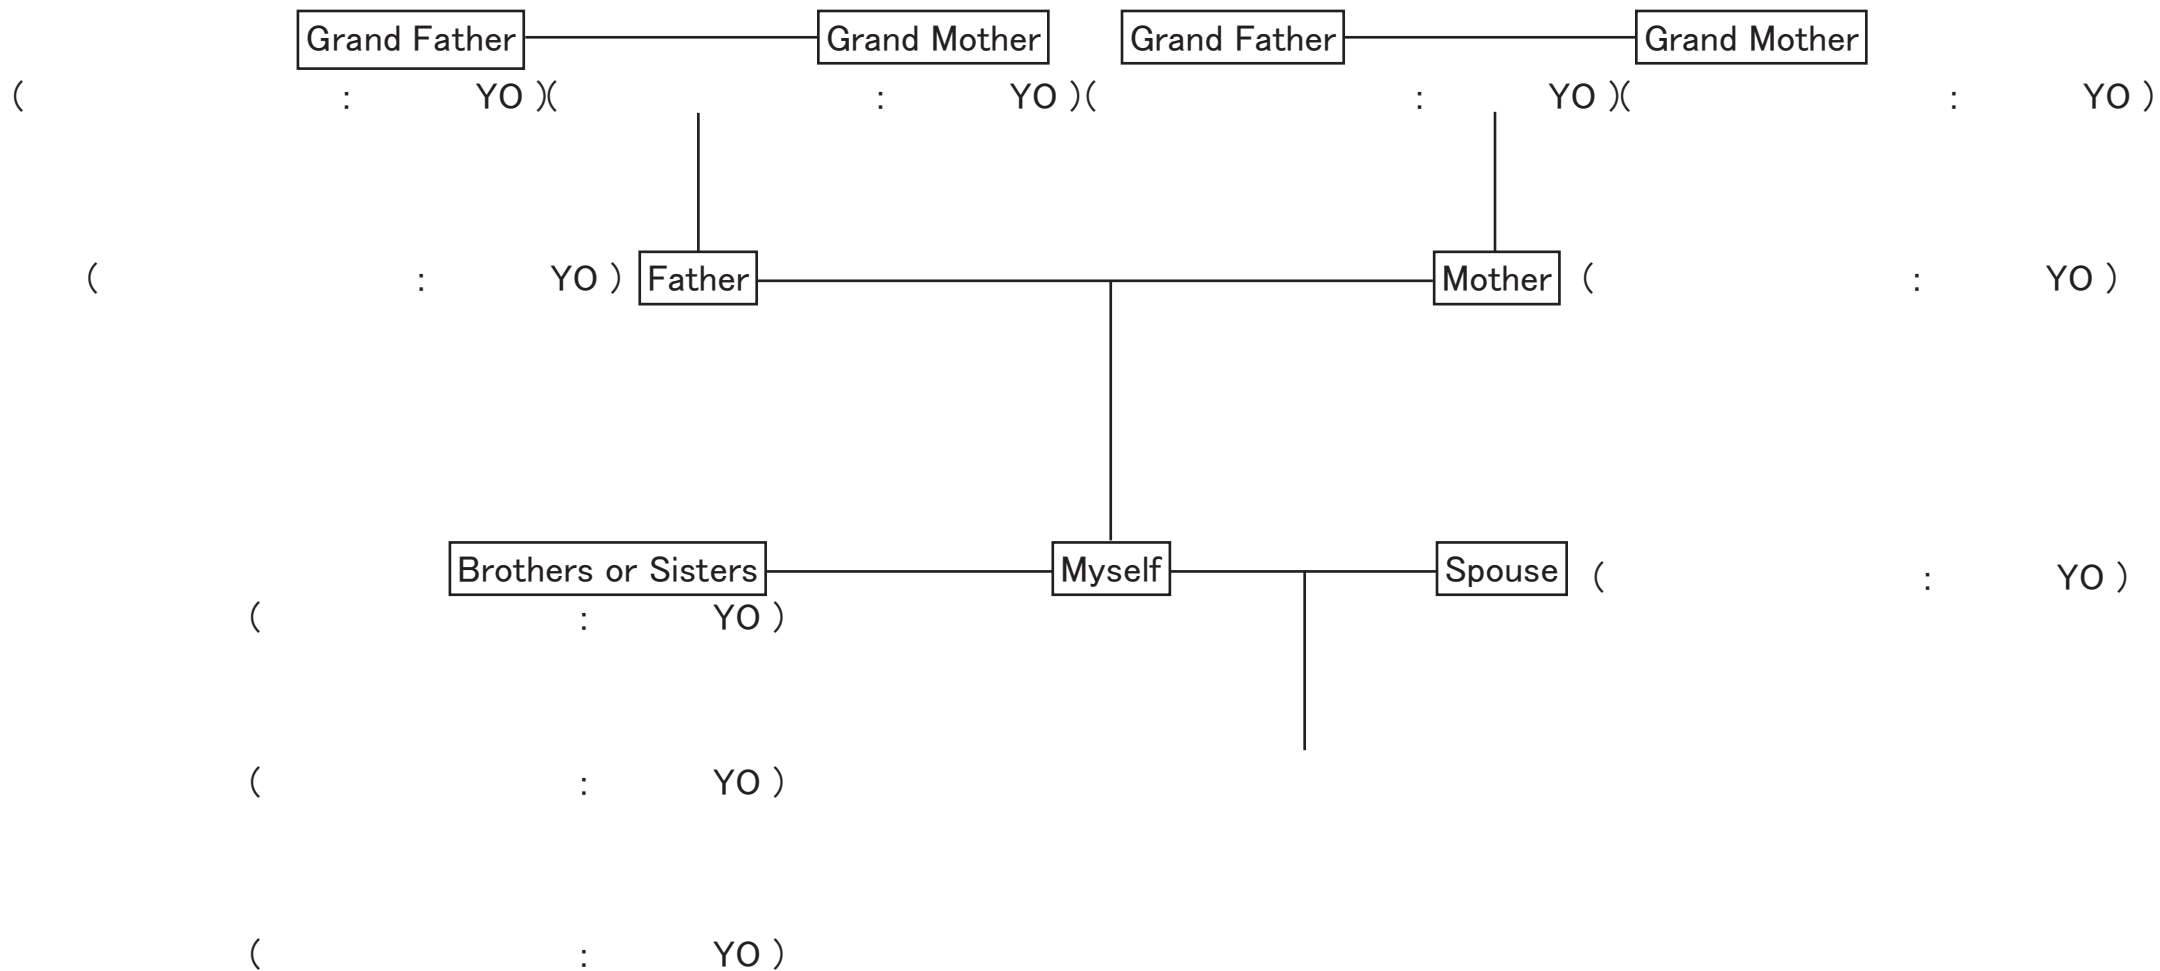 Grand Father Grand Mother Grand Father Grand Mother
( : YO )( : YO )( : YO )( : YO )
( : YO ) Father Mother ( : YO )
Brothers or Sisters Myself Spouse ( : YO )
( : YO )
( : YO )
( : YO )